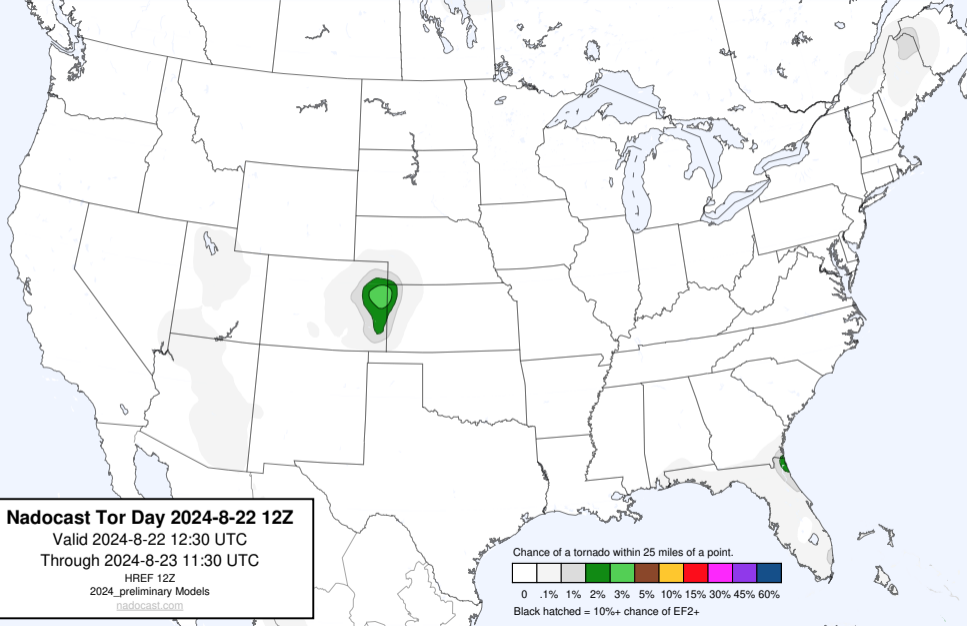 Nadocast Tor Day 2024-8-22 12Z
Valid 2024-8-22 12:30 UTC
Through 2024-8-23 11:30 UTC
HREF 12Z
2024_preliminary Models
nadocast.com
Chance of a tornado within 25 miles of a point.
0 .1% 1% 2% 3% 5% 10% 15% 30% 45% 60%
Black hatched = 10%+ chance of EF2+